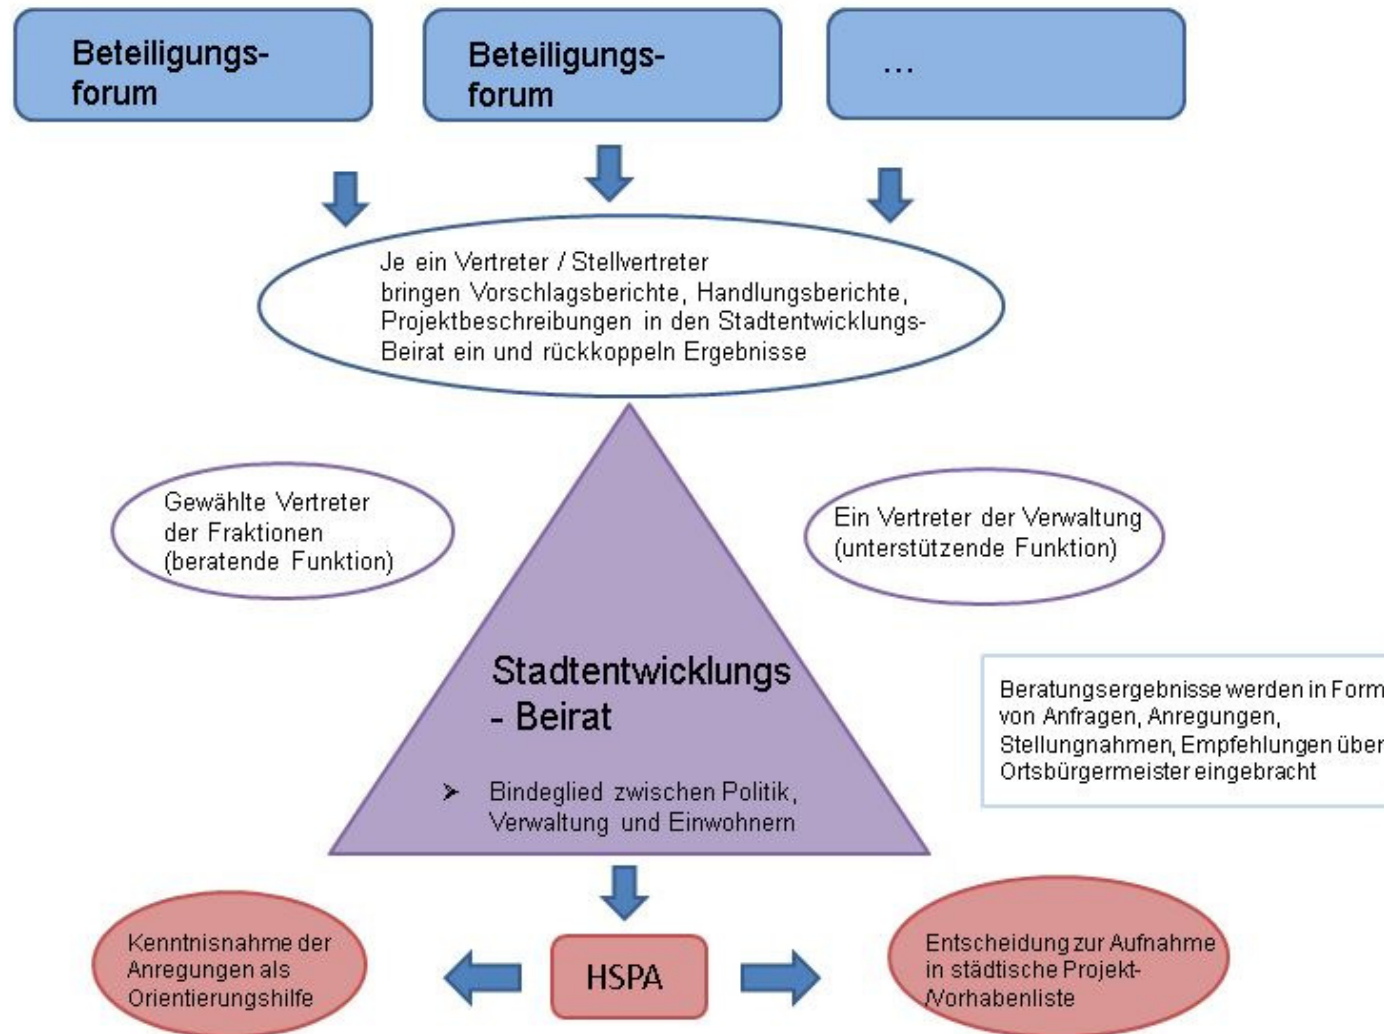 Beteiligungs-
forum
Beteiligungs-
forum
...
Je ein Vertreter / Stellvertreter
bringen Vorschlagsberichte, Handlungsberichte,
Projektbeschreibungen in den Stadtentwicklungs-
Beirat ein und rückkoppeln Ergebnisse
Gewählte Vertreter
der Fraktionen
(beratende Funktion)
Ein Vertreter der Verwaltung
(unterstützende Funktion)
Stadtentwicklungs
- Beirat
➤ Bindeglied zwischen Politik,
Verwaltung und Einwohnern
Beratungsergebnisse werden in Form
von Anfragen, Anregungen,
Stellungnahmen, Empfehlungen über
Ortsbürgermeister eingebracht
Kenntnisnahme der
Anregungen als
Orientierungshilfe
HSPA
Entscheidung zur Aufnahme
in städtische Projekt-
/Vorhabenliste